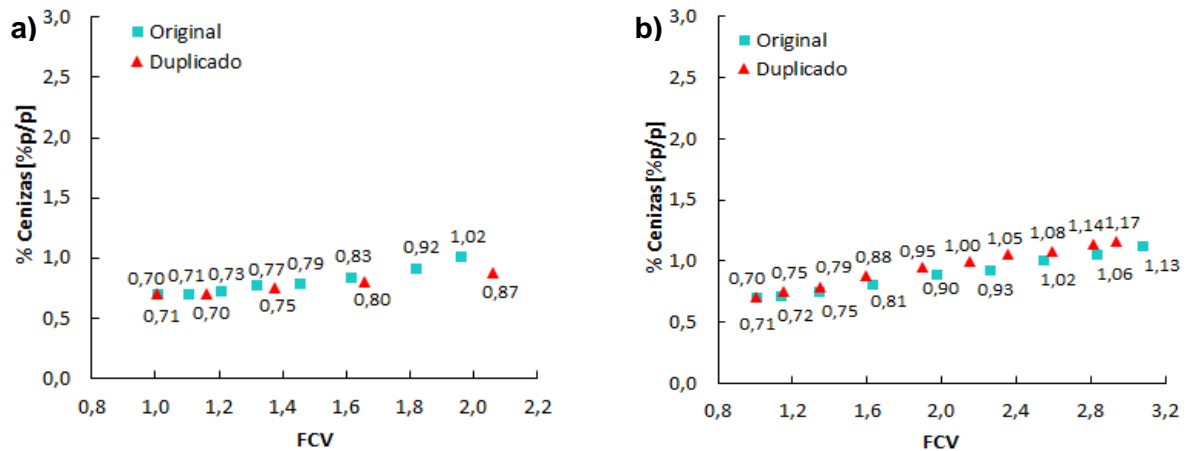 a)
% Cenizas[%p/p]
3,0
2,5
2,0
1,5
1,0
0,5
0,0
Original
Duplicado
0,70 0,71 0,73 0,77 0,79 0,83 0,92 1,02
0,71 0,70 0,75 0,80 0,87
0,8 1,0 1,2 1,4 1,6 1,8 2,0 2,2
FCV
b)
% Cenizas[%p/p]
3,0
2,5
2,0
1,5
1,0
0,5
0,0
Original
Duplicado
0,70 0,75 0,79 0,88 0,95 1,00 1,05 1,08 1,14 1,17
0,71 0,72 0,75 0,81 0,90 0,93 1,02 1,06 1,13
0,8 1,2 1,6 2,0 2,4 2,8 3,2
FCV